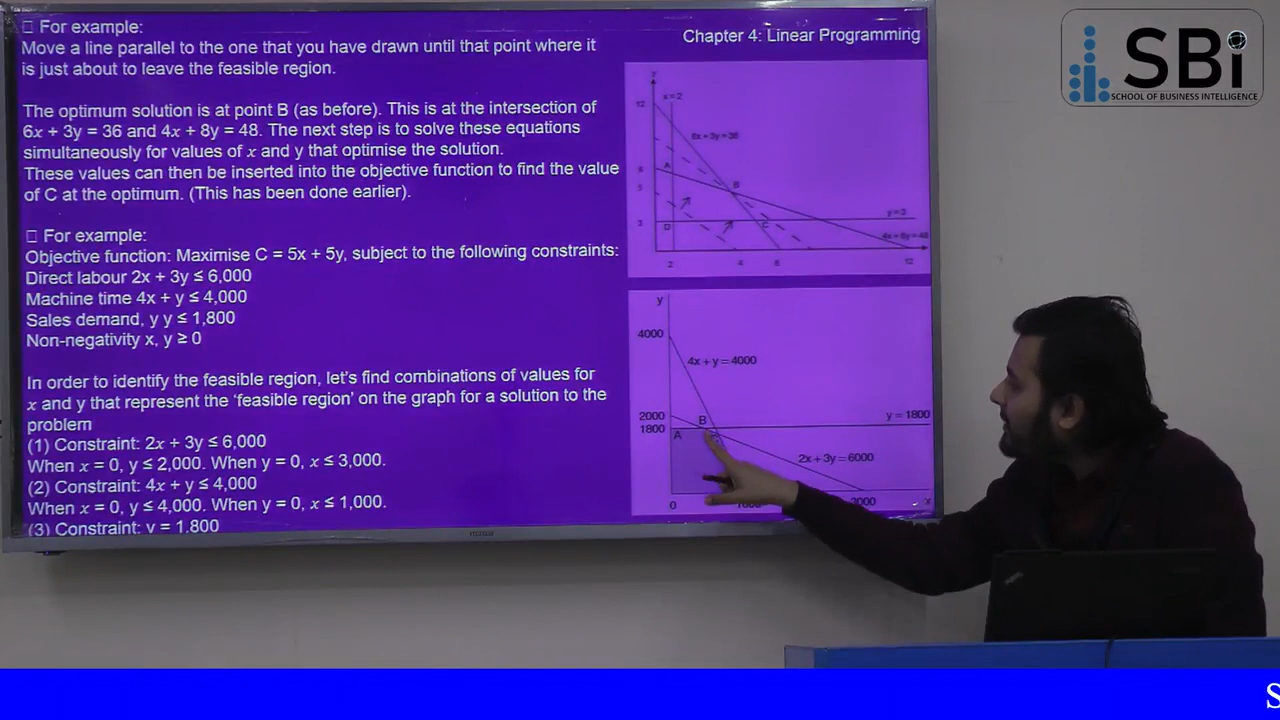 □ For example:
Move a line parallel to the one that you have drawn until that point where it
is just about to leave the feasible region.
The optimum solution is at point B (as before). This is at the intersection of
6x + 3y = 36 and 4x + 8y = 48. The next step is to solve these equations
simultaneously for values of x and y that optimise the solution.
These values can then be inserted into the objective function to find the value
of C at the optimum. (This has been done earlier).
□ For example:
Objective function: Maximise C = 5x + 5y, subject to the following constraints:
Direct labour 2x + 3y ≤ 6,000
Machine time 4x + y ≤ 4,000
Sales demand, y y ≤ 1,800
Non-negativity x, y ≥ 0
In order to identify the feasible region, let's find combinations of values for
x and y that represent the 'feasible region' on the graph for a solution to the
problem
(1) Constraint: 2x + 3y ≤ 6,000
When x = 0, y ≤ 2,000. When y = 0, x ≤ 3,000.
(2) Constraint: 4x + y ≤ 4,000
When x = 0, y ≤ 4,000. When y = 0, x ≤ 1,000.
(3) Constraint: y = 1,800
Chapter 4: Linear Programming
y
12
x=2
6x + 3y = 36
A
B
3
D
C
y=3
4x + 8y = 48
2
4
12
y
4000
4x + y = 4000
2000
B
y = 1800
1800
A
2x + 3y = 6000
0
x
SBi
SCHOOL OF BUSINESS INTELLIGENCE
S